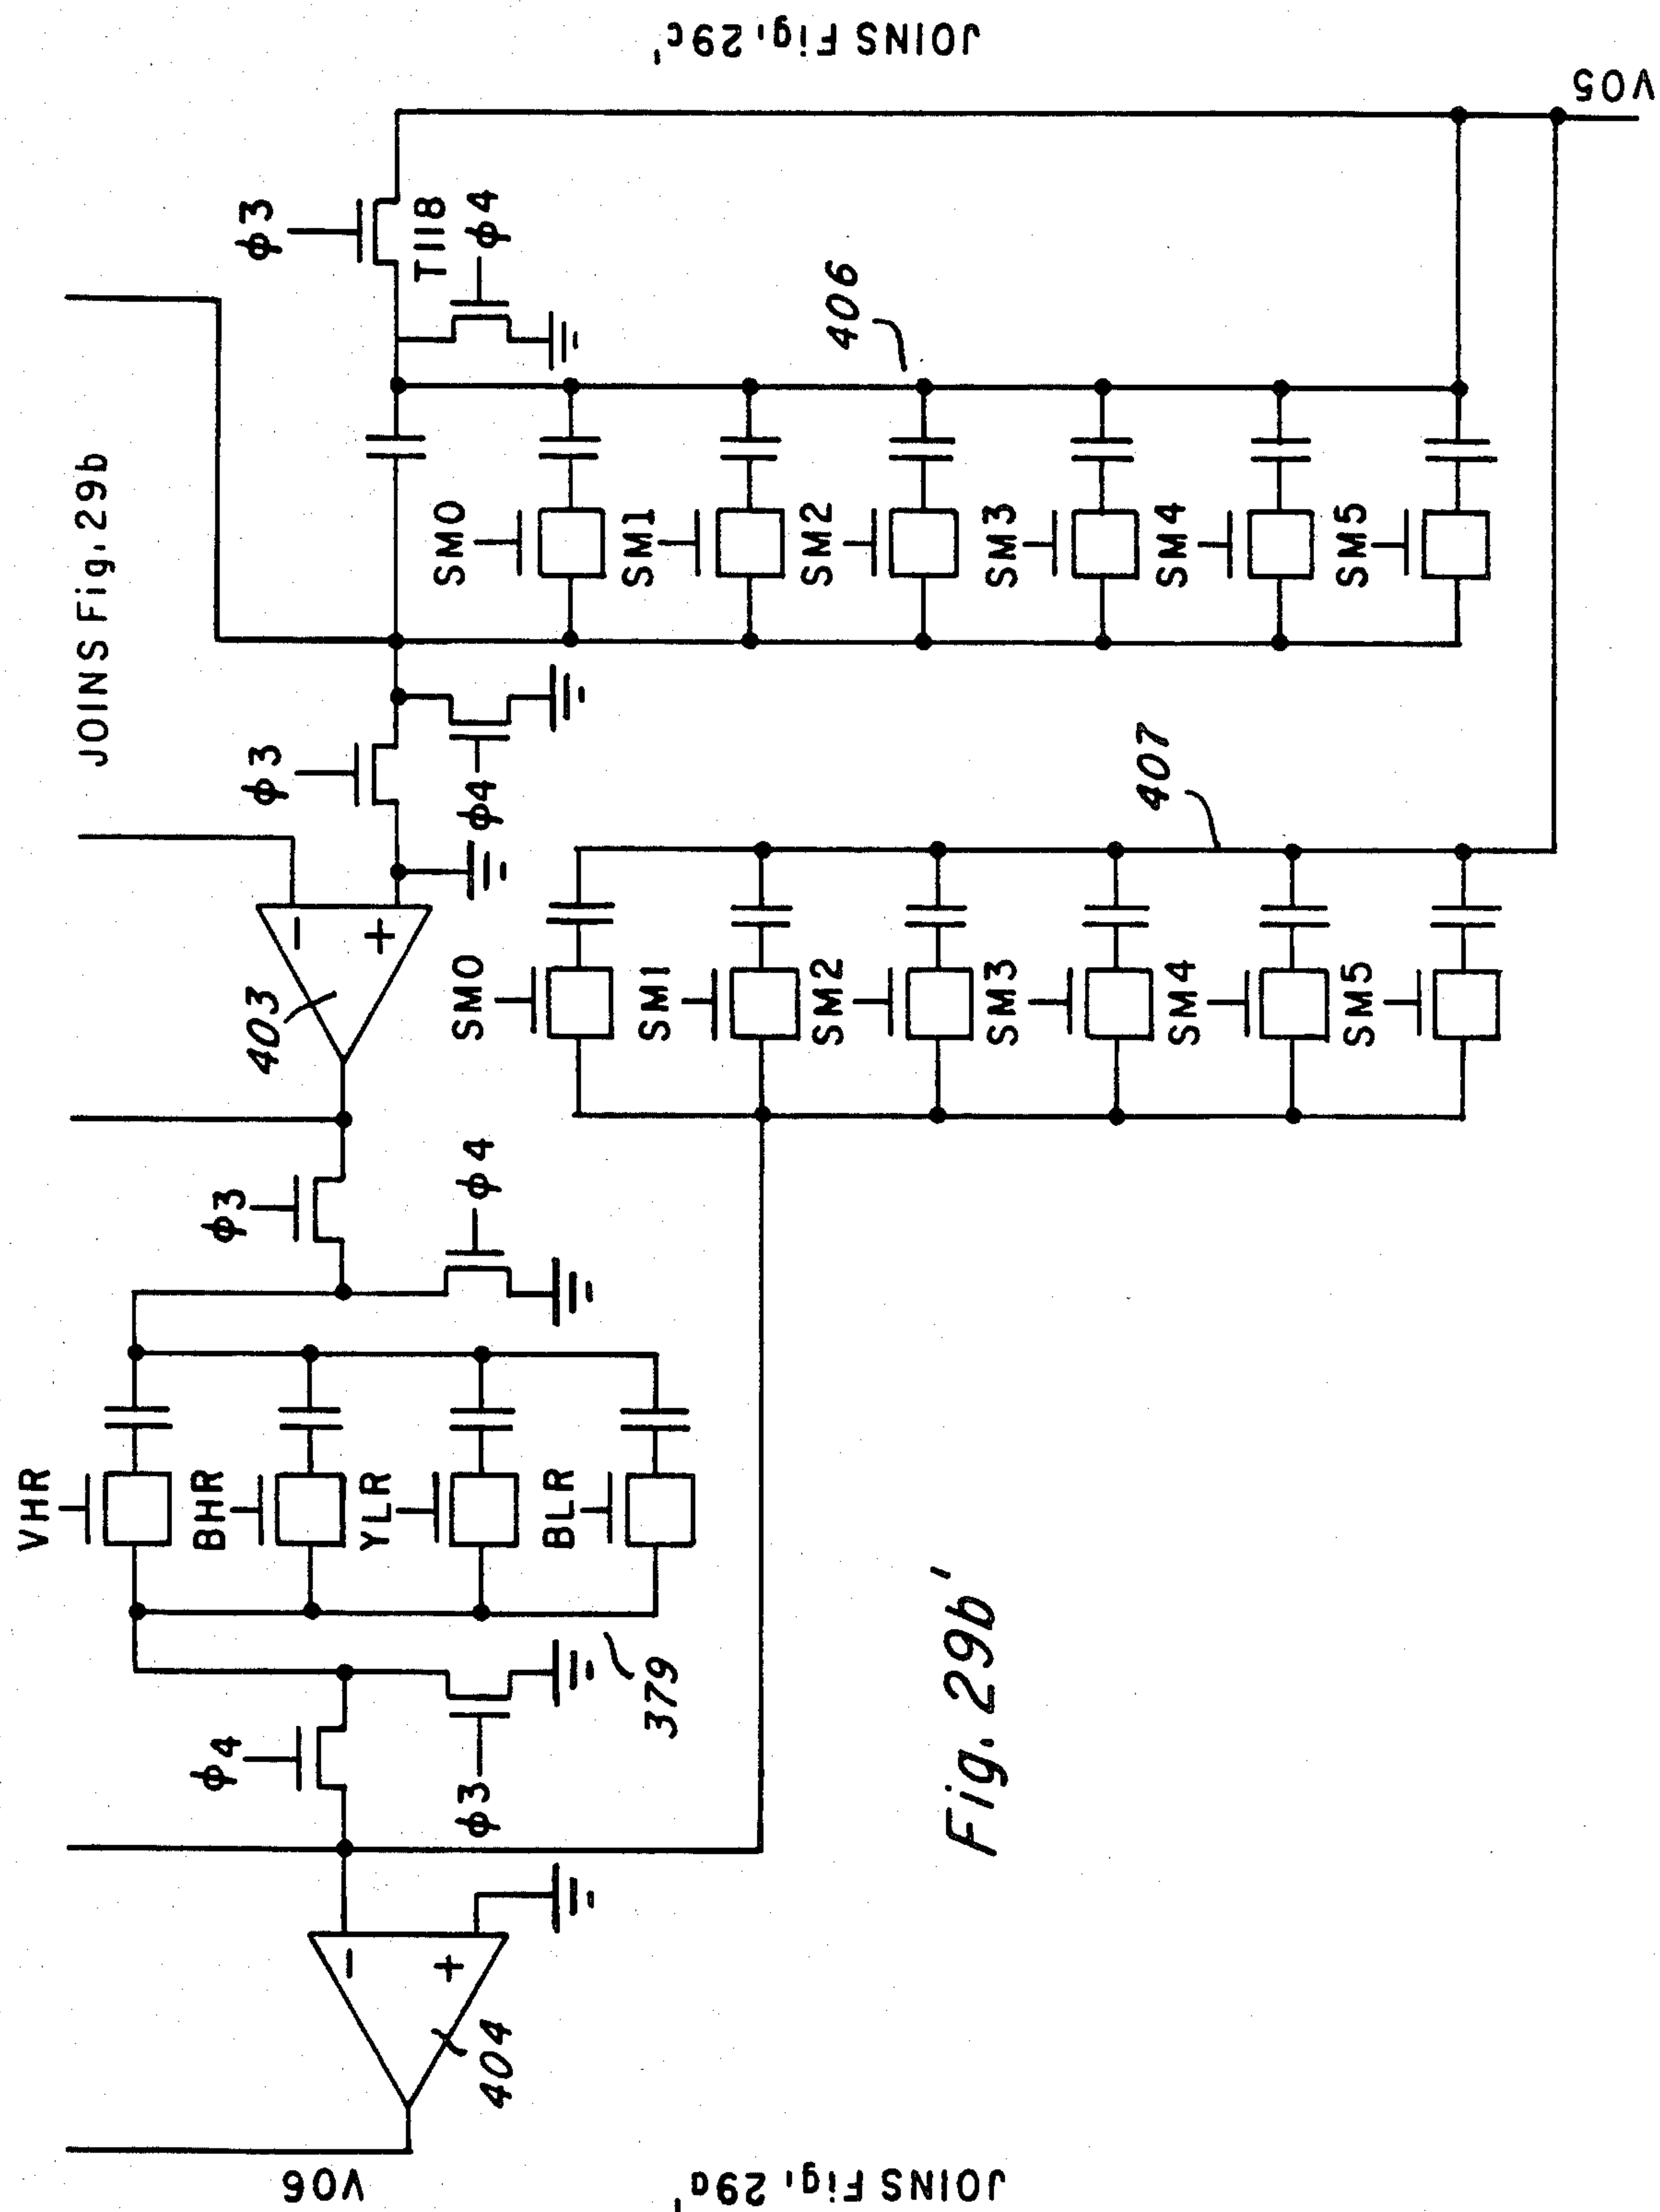 JOINS Fig. 29c'
V05
ϕ3
T118
ϕ4
406
JOINS Fig. 29b
SM0
SM1
SM2
SM3
SM4
SM5
ϕ3
ϕ4
407
403
−
+
SM0
SM1
SM2
SM3
SM4
SM5
ϕ3
ϕ4
VHR
BHR
YLR
BLR
379
ϕ4
ϕ3
−
+
404
V06
JOINS Fig. 29a'
Fig. 29b'